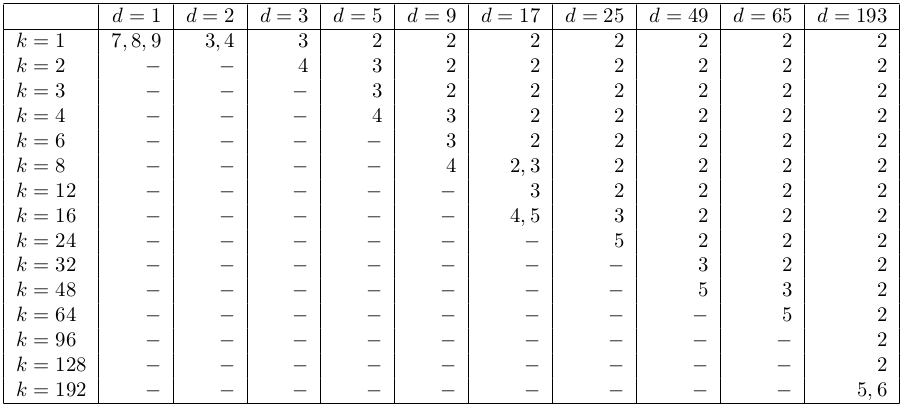 d = 1 d = 2 d = 3 d = 5 d = 9 d = 17 d = 25 d = 49 d = 65 d = 193
k = 1 7, 8, 9 3, 4 3 2 2 2 2 2 2 2
k = 2 − − 4 3 2 2 2 2 2 2
k = 3 − − − 3 2 2 2 2 2 2
k = 4 − − − 4 3 2 2 2 2 2
k = 6 − − − − 3 2 2 2 2 2
k = 8 − − − − 4 2, 3 2 2 2 2
k = 12 − − − − − 3 2 2 2 2
k = 16 − − − − − 4, 5 3 2 2 2
k = 24 − − − − − − 5 2 2 2
k = 32 − − − − − − − 3 2 2
k = 48 − − − − − − − 5 3 2
k = 64 − − − − − − − − 5 2
k = 96 − − − − − − − − − 2
k = 128 − − − − − − − − − 2
k = 192 − − − − − − − − − 5, 6